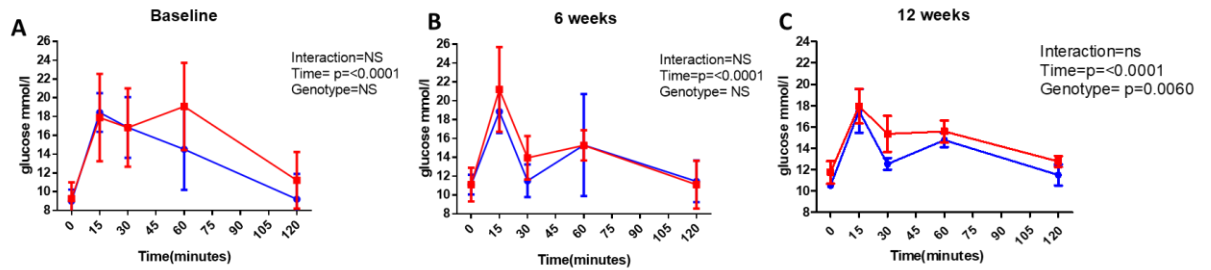 A
Baseline
Interaction=NS
Time= p=<0.0001
Genotype=NS
glucose mmol/l
26
24
22
20
18
16
14
12
10
8
0 15 30 45 60 75 90 105 120
Time(minutes)
B
6 weeks
Interaction=NS
Time=p=<0.0001
Genotype= NS
glucose mmol/l
26
24
22
20
18
16
14
12
10
8
0 15 30 45 60 75 90 105 120
Time(minutes)
C
12 weeks
Interaction=ns
Time=p=<0.0001
Genotype= p=0.0060
glucose mmol/l
24
22
20
18
16
14
12
10
8
0 15 30 45 60 75 90 105 120
Time(minutes)